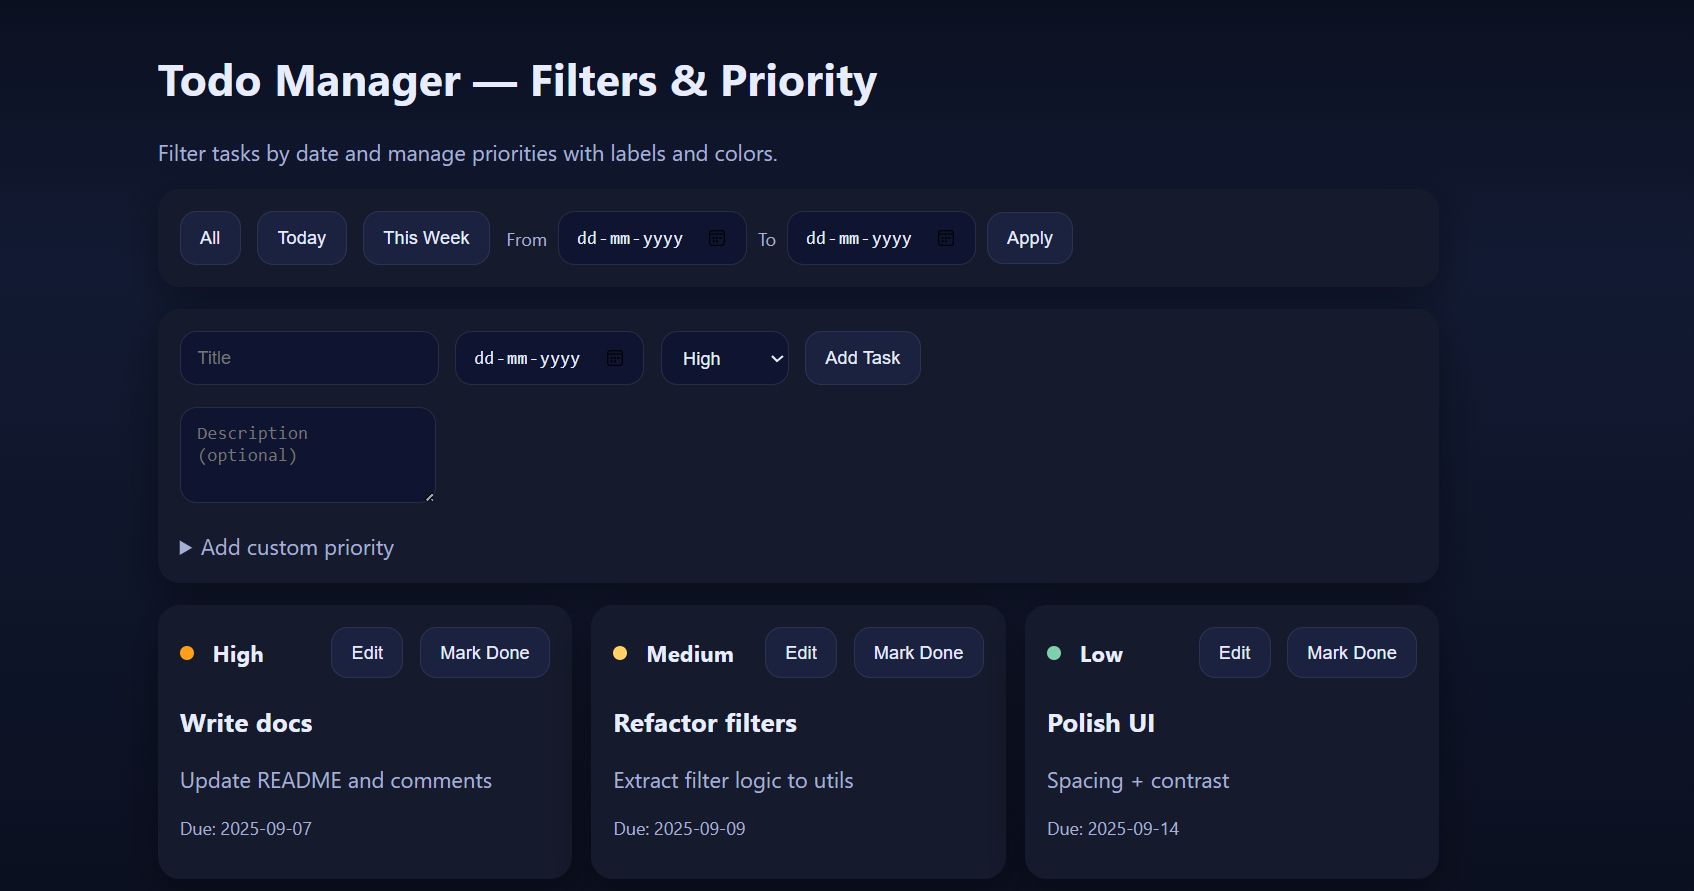 Todo Manager — Filters & Priority
Filter tasks by date and manage priorities with labels and colors.
All Today This Week From dd-mm-yyyy To dd-mm-yyyy Apply
Title dd-mm-yyyy High Add Task
Description
(optional)
Add custom priority
High Edit Mark Done
Write docs
Update README and comments
Due: 2025-09-07
Medium Edit Mark Done
Refactor filters
Extract filter logic to utils
Due: 2025-09-09
Low Edit Mark Done
Polish UI
Spacing + contrast
Due: 2025-09-14